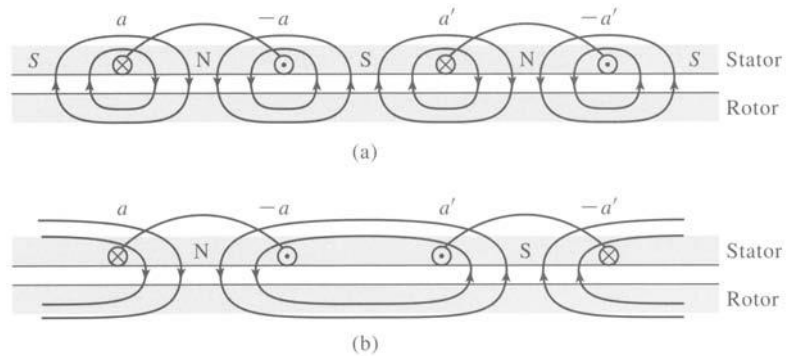 a −a a′ −a′
S N S N S Stator
Rotor
(a)
a −a a′ −a′
N S Stator
Rotor
(b)